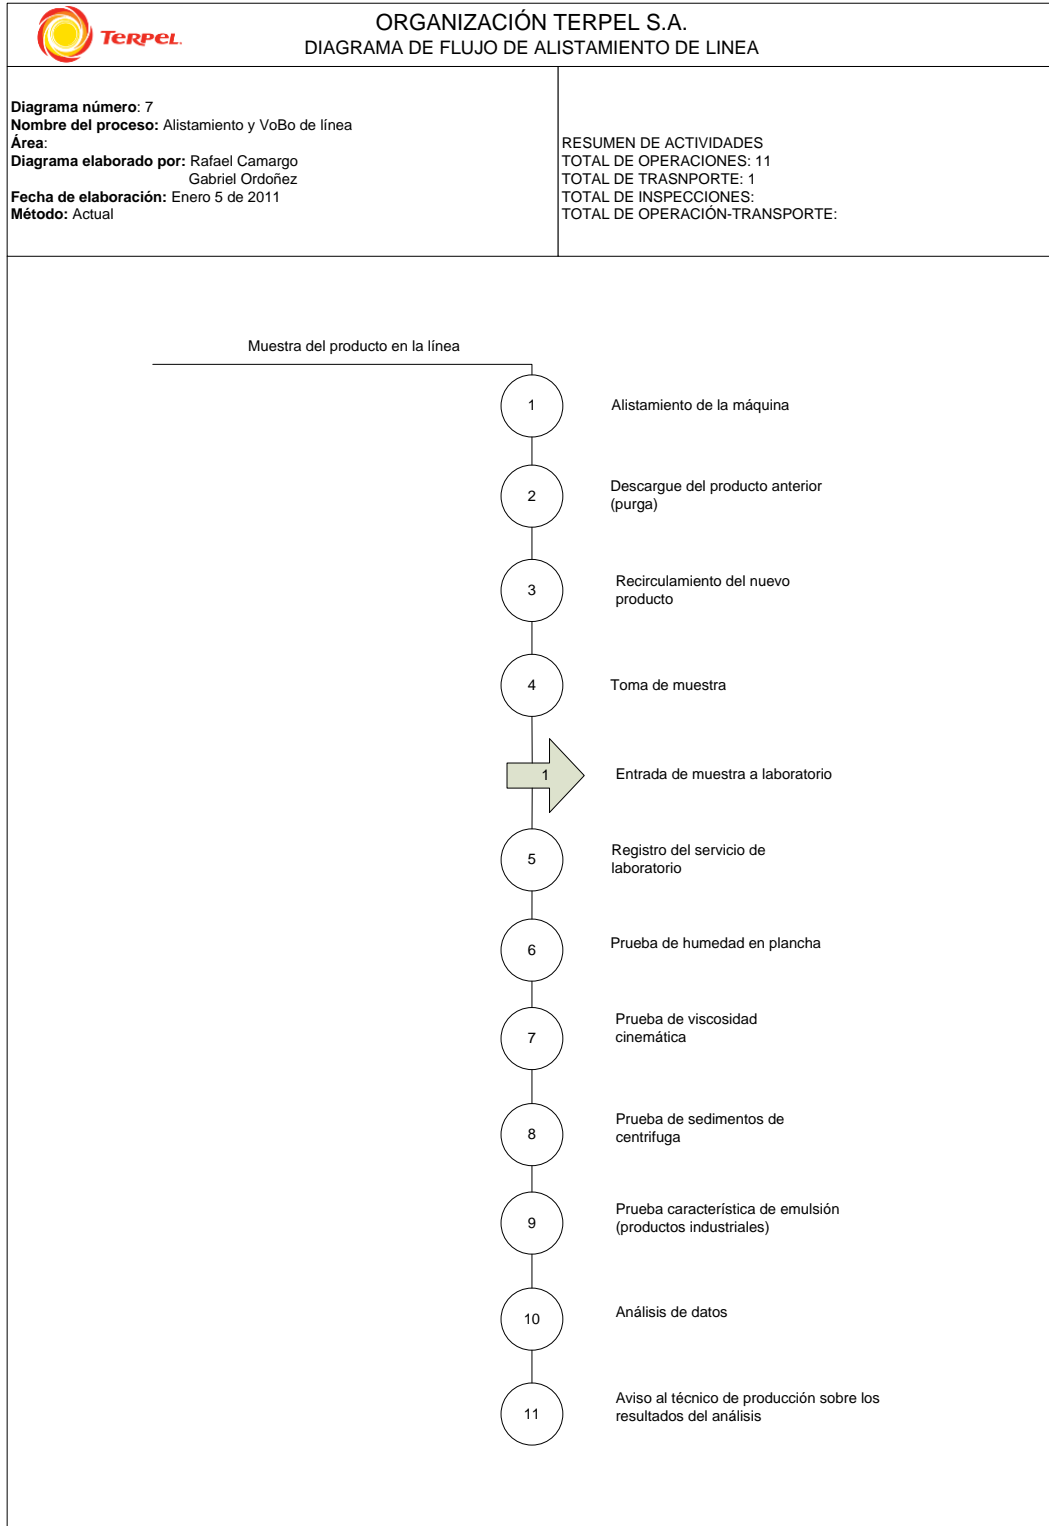 TERPEL.
ORGANIZACIÓN TERPEL S.A.
DIAGRAMA DE FLUJO DE ALISTAMIENTO DE LINEA
Diagrama número: 7
Nombre del proceso: Alistamiento y VoBo de línea
Área:
Diagrama elaborado por: Rafael Camargo
Gabriel Ordoñez
Fecha de elaboración: Enero 5 de 2011
Método: Actual
RESUMEN DE ACTIVIDADES
TOTAL DE OPERACIONES: 11
TOTAL DE TRASNPORTE: 1
TOTAL DE INSPECCIONES:
TOTAL DE OPERACIÓN-TRANSPORTE:
Muestra del producto en la línea
1
Alistamiento de la máquina
2
Descargue del producto anterior
(purga)
3
Recirculamiento del nuevo
producto
4
Toma de muestra
1
Entrada de muestra a laboratorio
5
Registro del servicio de
laboratorio
6
Prueba de humedad en plancha
7
Prueba de viscosidad
cinemática
8
Prueba de sedimentos de
centrifuga
9
Prueba característica de emulsión
(productos industriales)
10
Análisis de datos
11
Aviso al técnico de producción sobre los
resultados del análisis